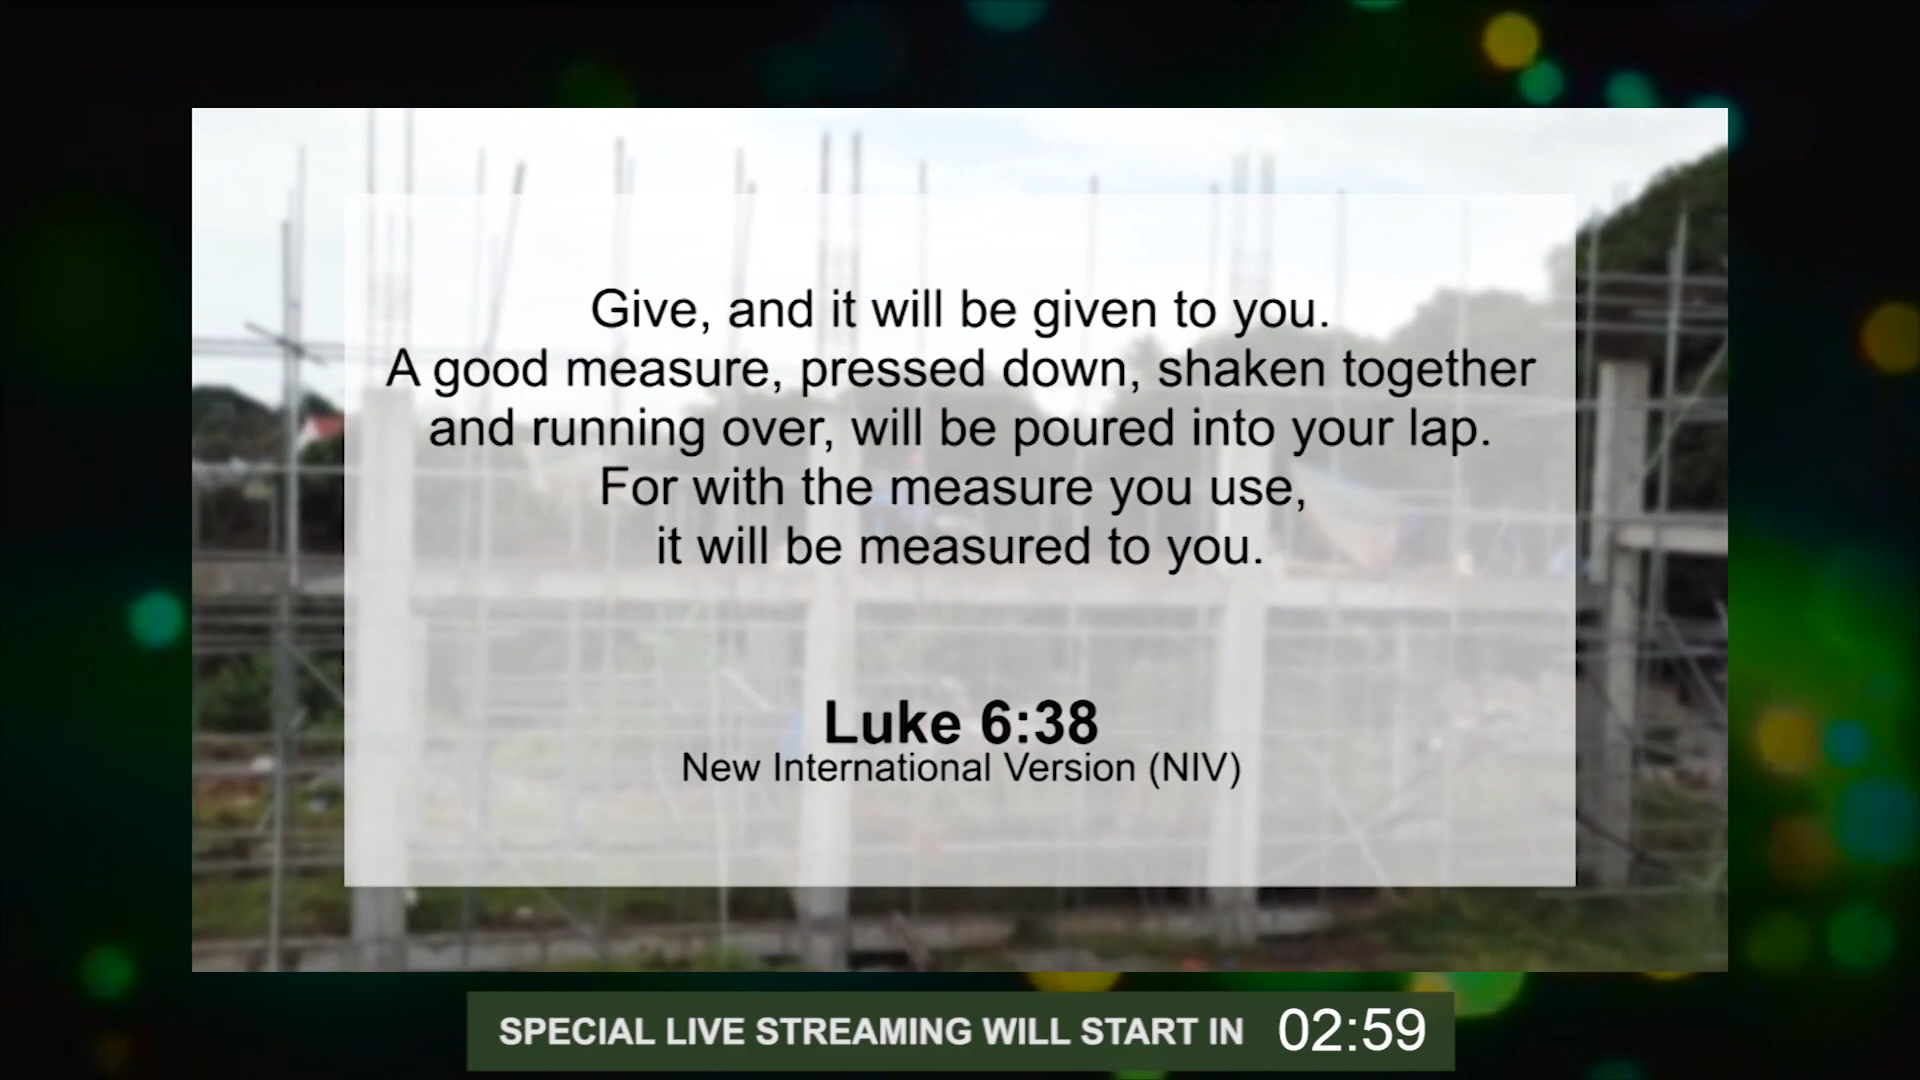 Give, and it will be given to you.
A good measure, pressed down, shaken together
and running over, will be poured into your lap.
For with the measure you use,
it will be measured to you.
Luke 6:38
New International Version (NIV)
SPECIAL LIVE STREAMING WILL START IN 02:59